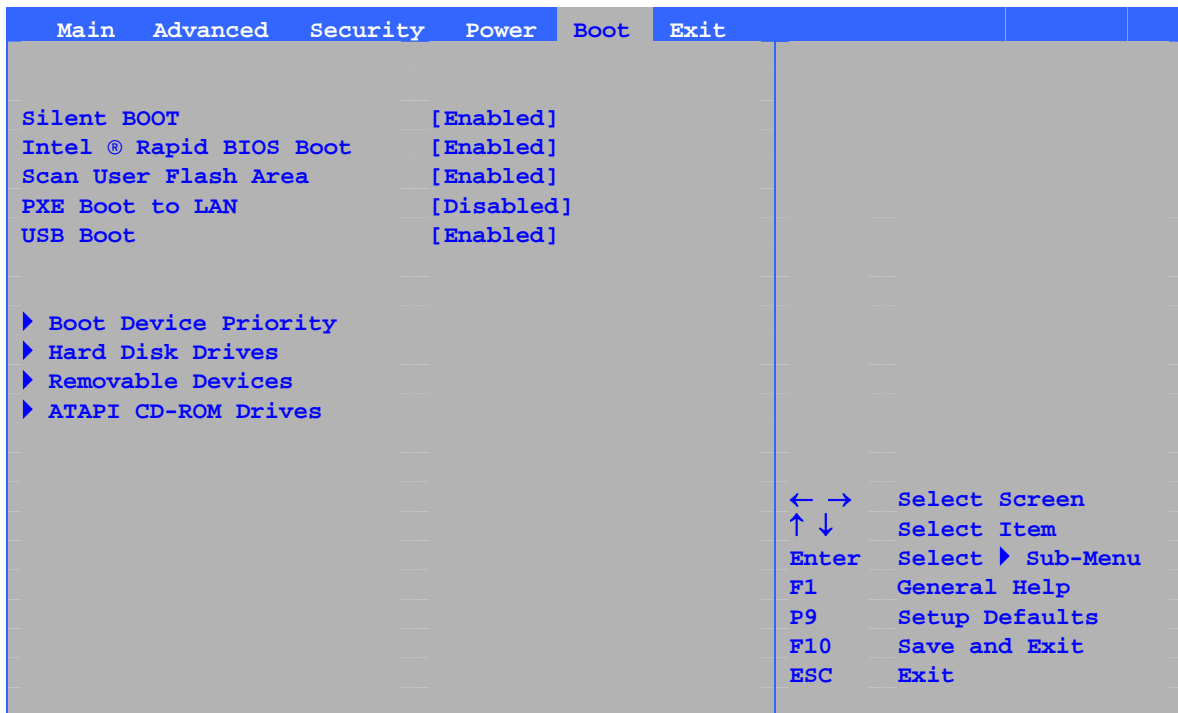 Main Advanced Security Power Boot Exit
Silent BOOT [Enabled]
Intel ® Rapid BIOS Boot [Enabled]
Scan User Flash Area [Enabled]
PXE Boot to LAN [Disabled]
USB Boot [Enabled]
▶ Boot Device Priority
▶ Hard Disk Drives
▶ Removable Devices
▶ ATAPI CD-ROM Drives
← → Select Screen
↑ ↓ Select Item
Enter Select ▶ Sub-Menu
F1 General Help
P9 Setup Defaults
F10 Save and Exit
ESC Exit